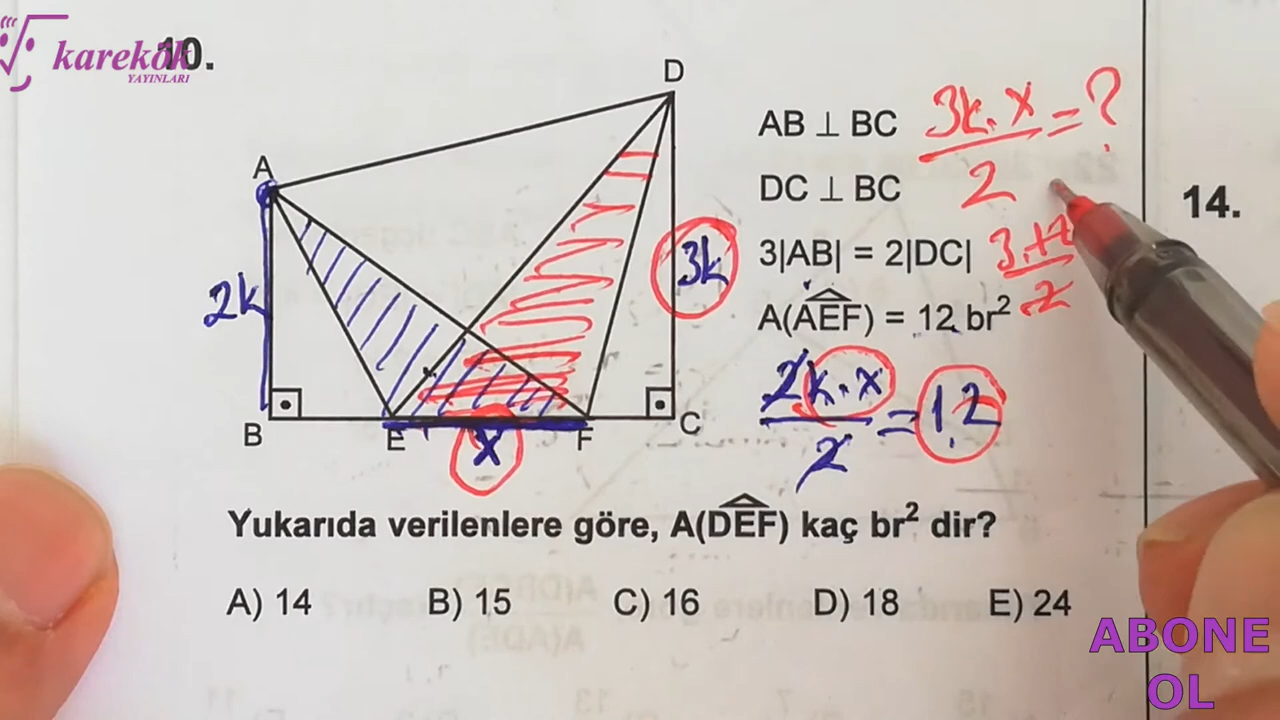 karekök
YAYINLARI
10.
D
A
2k
3k
B
E
x
F
C
AB ⊥ BC
3k.x/2 = ?
DC ⊥ BC
3|AB| = 2|DC|
A(AEF) = 12 br²
2k.x/2 = 12
14.
Yukarıda verilenlere göre, A(DEF) kaç br² dir?
A) 14 B) 15 C) 16 D) 18 E) 24
ABONE
OL